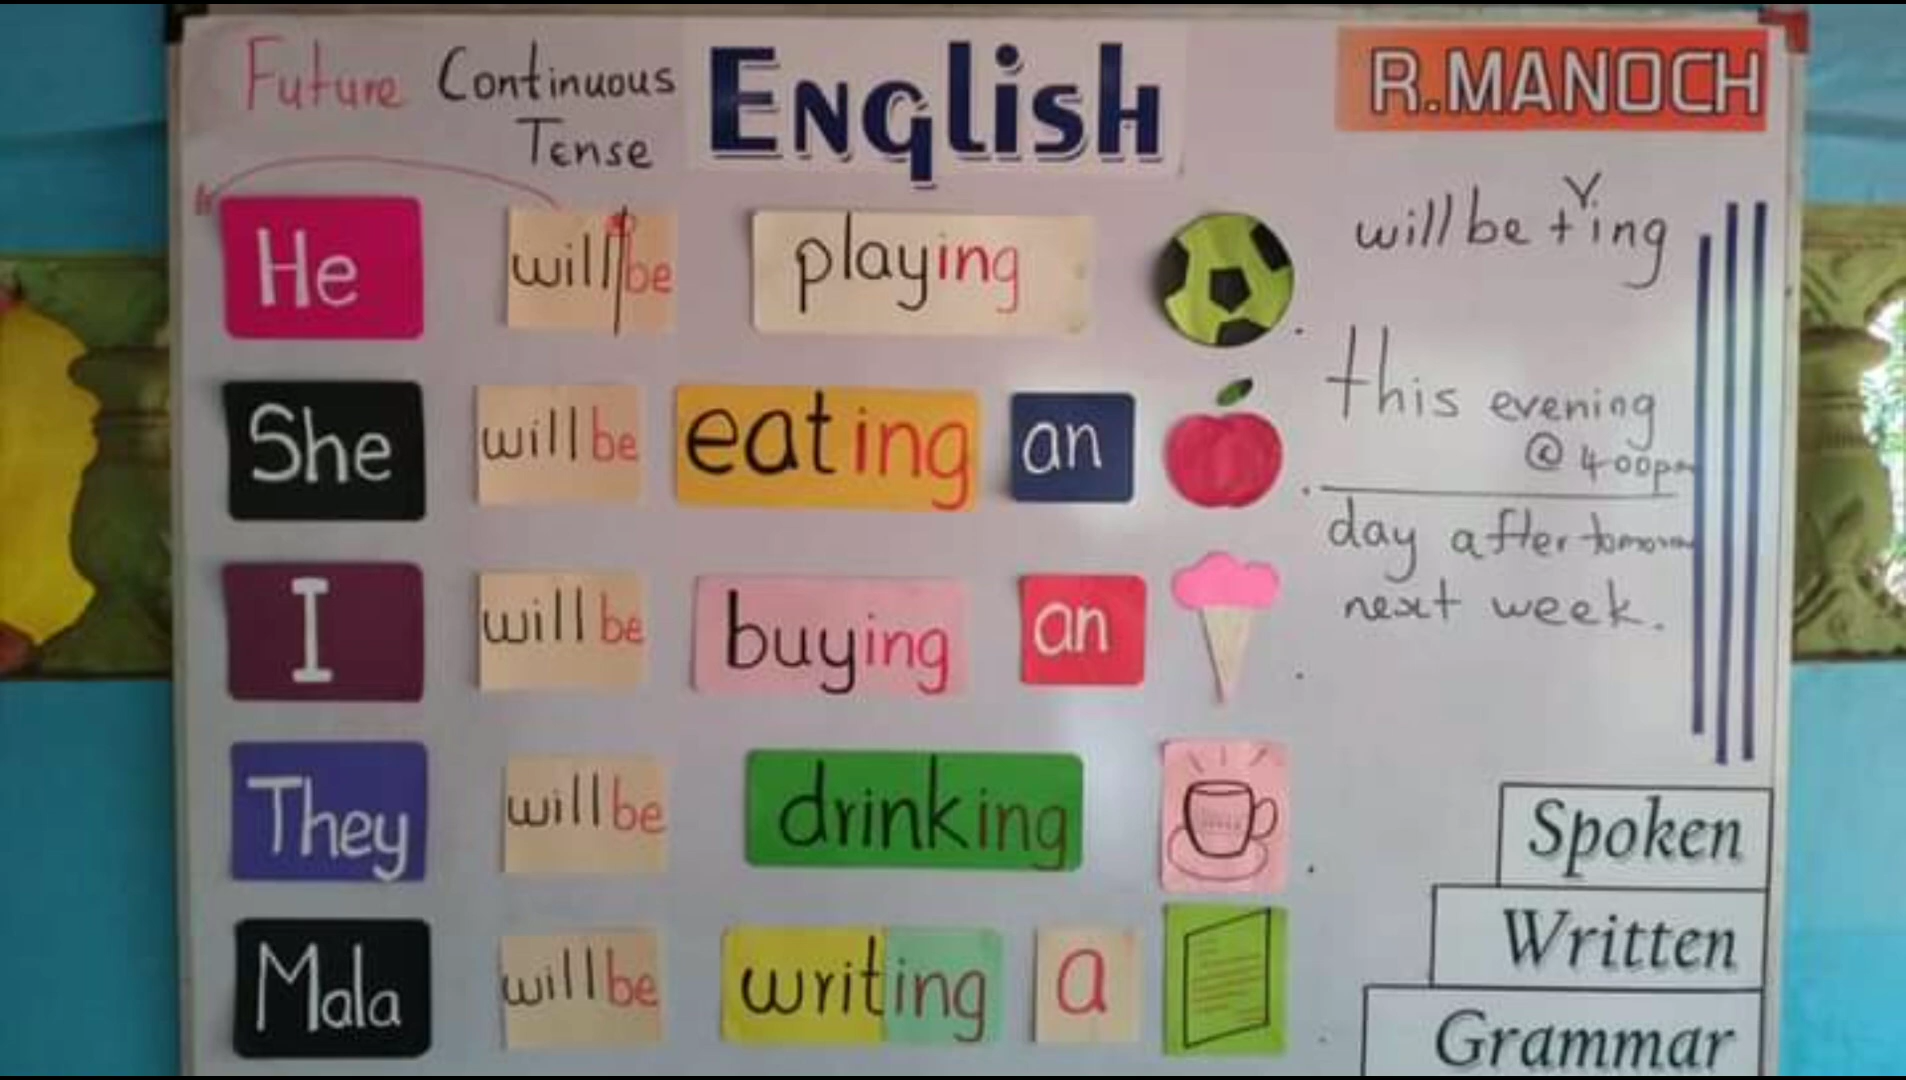 Future Continuous
Tense
English
R.MANOCH
He will be playing
will be + V ing
She will be eating an
this evening
@ 4.00pm
I will be buying an
day after tomorrow
next week.
They will be drinking
Mala will be writing a
Spoken
Written
Grammar